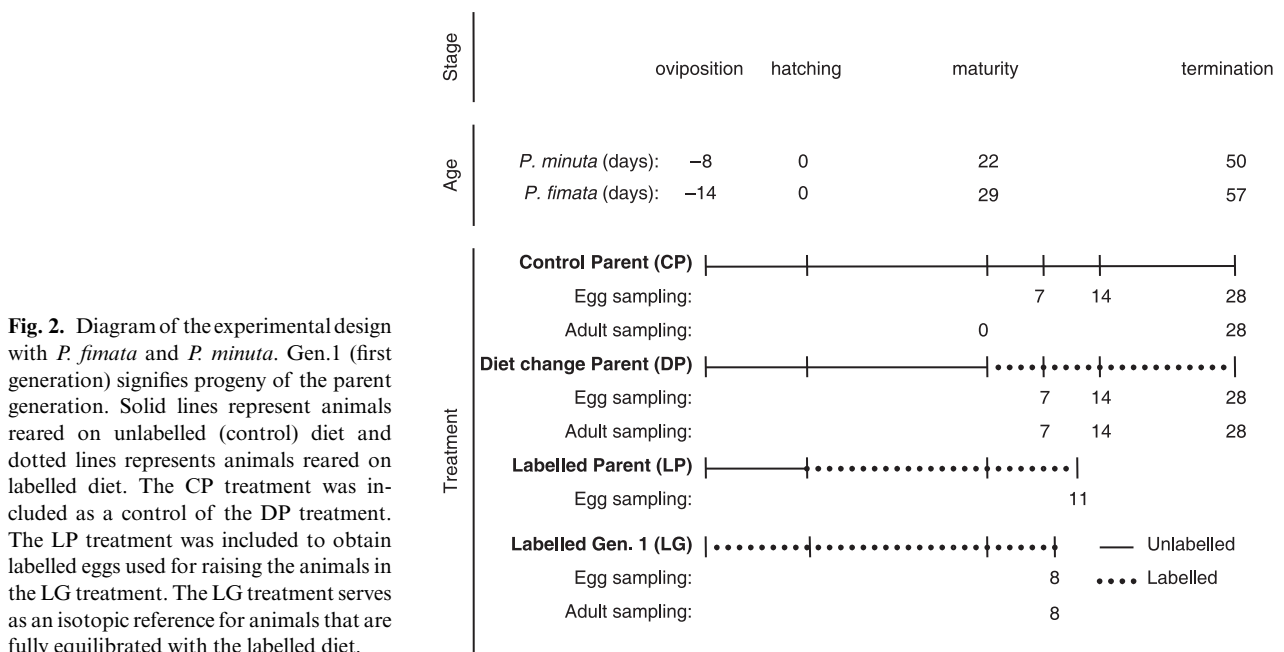 Stage
oviposition hatching maturity termination
Age
P. minuta (days): –8 0 22 50
P. fimata (days): –14 0 29 57
Treatment
Control Parent (CP)
Egg sampling: 7 14 28
Adult sampling: 0 28
Diet change Parent (DP)
Egg sampling: 7 14 28
Adult sampling: 7 14 28
Labelled Parent (LP)
Egg sampling: 11
Labelled Gen. 1 (LG)
Egg sampling: 8
Adult sampling: 8
Unlabelled
Labelled
Fig. 2. Diagram of the experimental design
with P. fimata and P. minuta. Gen.1 (first
generation) signifies progeny of the parent
generation. Solid lines represent animals
reared on unlabelled (control) diet and
dotted lines represents animals reared on
labelled diet. The CP treatment was in-
cluded as a control of the DP treatment.
The LP treatment was included to obtain
labelled eggs used for raising the animals in
the LG treatment. The LG treatment serves
as an isotopic reference for animals that are
fully equilibrated with the labelled diet.